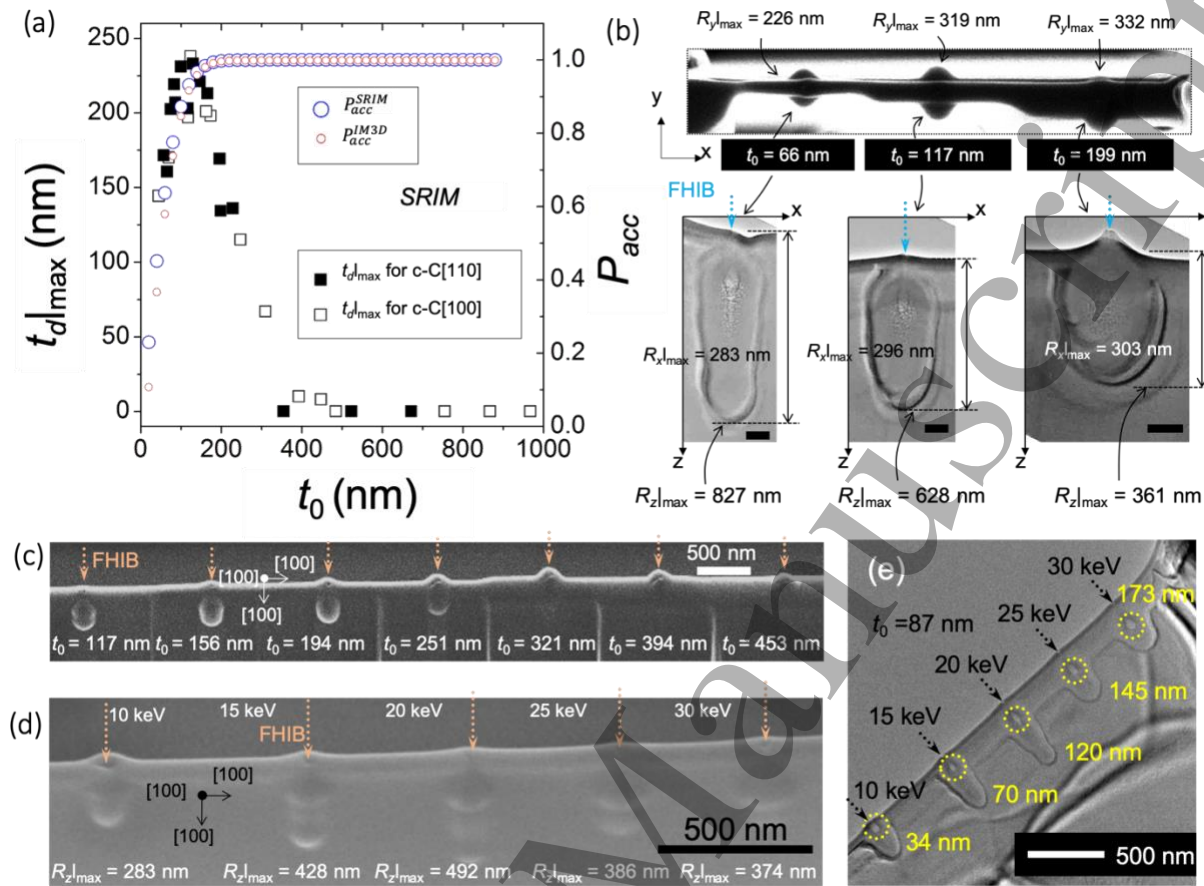 (a)
250
200
150
100
50
0
t_d|max (nm)
1.0
0.8
0.6
0.4
0.2
0.0
P_acc
P_acc^SRIM
P_acc^IM3D
SRIM
t_d|max for c-C[110]
t_d|max for c-C[100]
0 200 400 600 800 1000
t_0 (nm)
(b)
R_y|max = 226 nm
R_y|max = 319 nm
R_y|max = 332 nm
y
x
t_0 = 66 nm
t_0 = 117 nm
t_0 = 199 nm
FHIB
x
x
R_x|max = 283 nm
R_x|max = 296 nm
R_x|max = 303 nm
z
z
z
R_z|max = 827 nm
R_z|max = 628 nm
R_z|max = 361 nm
(c)
FHIB
[100]
[100]
[100]
500 nm
t_0 = 117 nm
t_0 = 156 nm
t_0 = 194 nm
t_0 = 251 nm
t_0 = 321 nm
t_0 = 394 nm
t_0 = 453 nm
(d)
10 keV
15 keV
20 keV
25 keV
30 keV
FHIB
[100]
[100]
[100]
500 nm
R_z|max = 283 nm
R_z|max = 428 nm
R_z|max = 492 nm
R_z|max = 386 nm
R_z|max = 374 nm
(e)
30 keV
173 nm
t_0 =87 nm
25 keV
20 keV
145 nm
15 keV
120 nm
10 keV
70 nm
34 nm
500 nm
Manuscrip